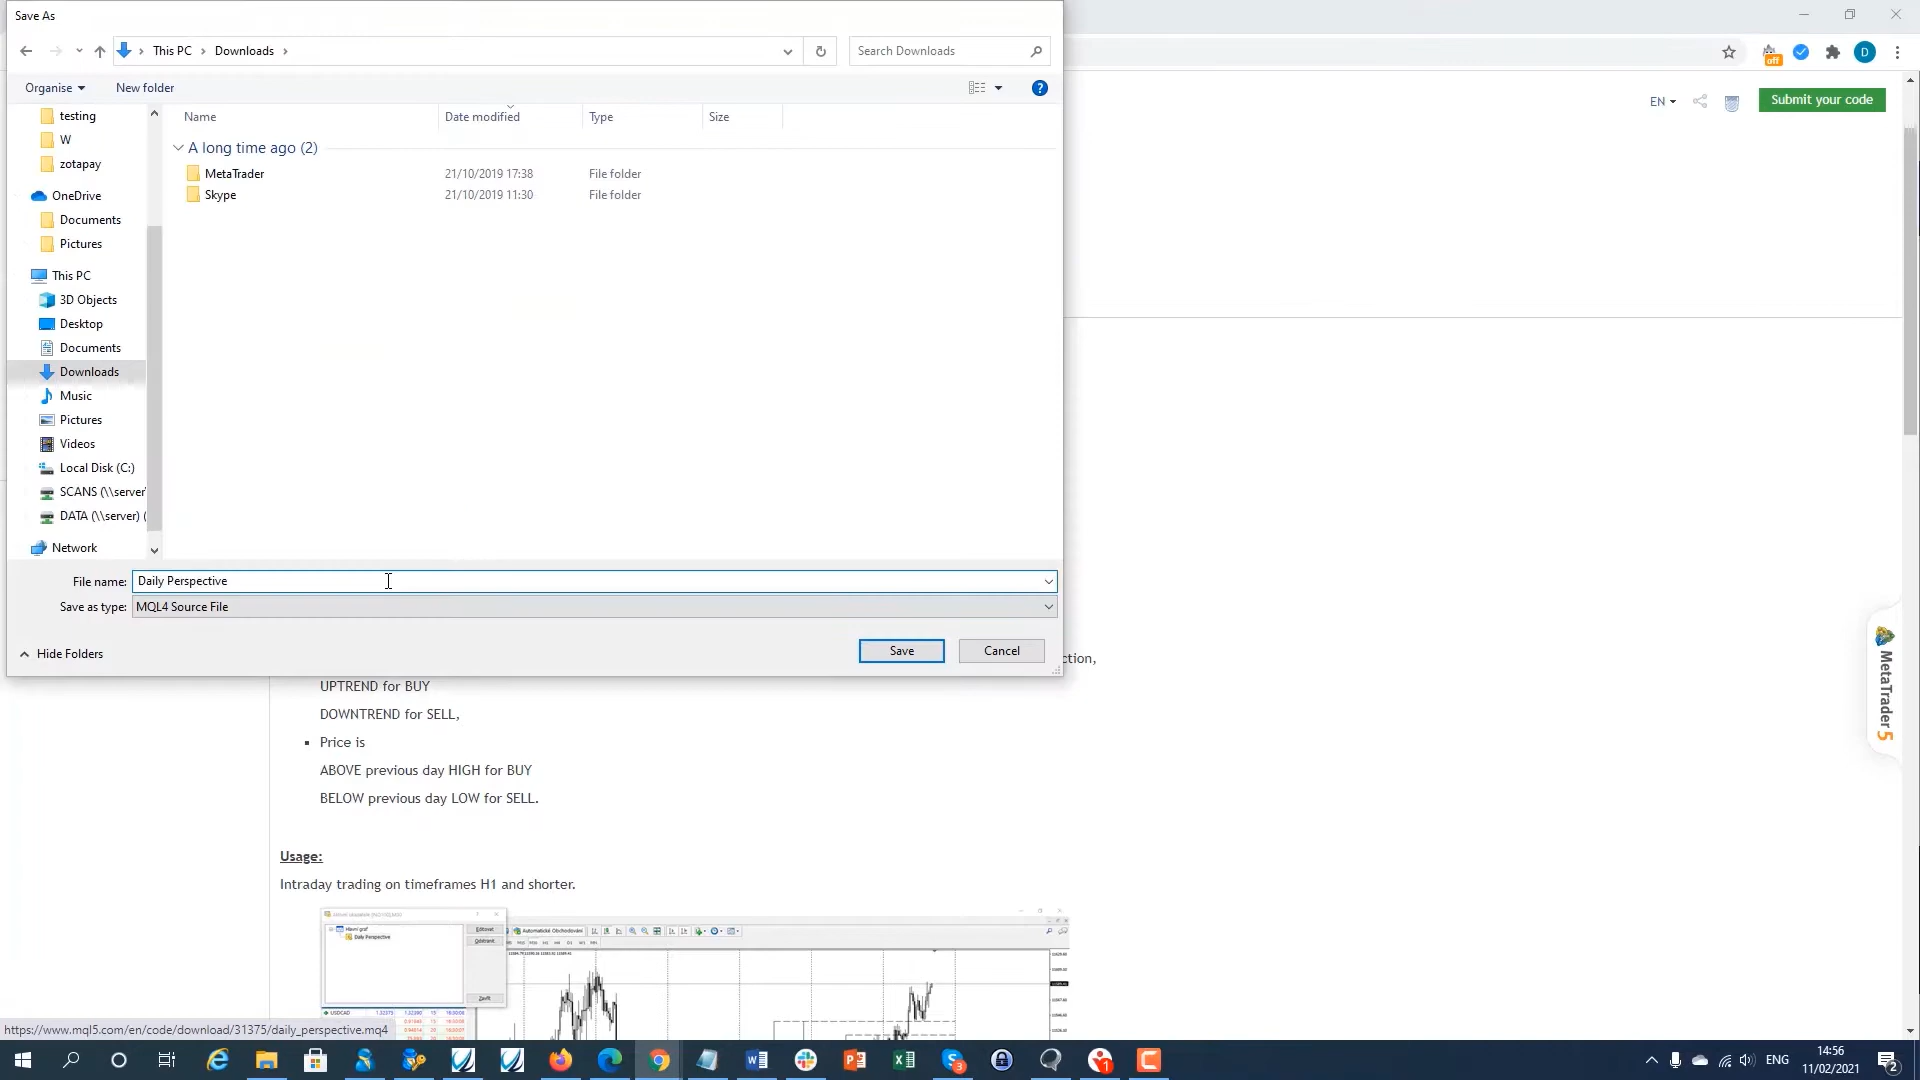 Save As
This PC
Downloads
Search Downloads
Organise
New folder
?
testing
W
zotapay
OneDrive
Documents
Pictures
This PC
3D Objects
Desktop
Documents
Downloads
Music
Pictures
Videos
Local Disk (C:)
SCANS (\\server'
DATA (\\server) (
Network
Name
Date modified
Type
Size
A long time ago (2)
MetaTrader
21/10/2019 17:38
File folder
Skype
21/10/2019 11:30
File folder
File name:
Daily Perspective
Save as type:
MQL4 Source File
Hide Folders
Save
Cancel
off
D
EN
Submit your code
ction,
UPTREND for BUY
DOWNTREND for SELL,
Price is
ABOVE previous day HIGH for BUY
BELOW previous day LOW for SELL.
Usage:
Intraday trading on timeframes H1 and shorter.
Daily Perspective
Automatické Obchodování
USDCAD
MetaTrader 5
https://www.mql5.com/en/code/download/31375/daily_perspective.mq4
ENG
14:56
11/02/2021